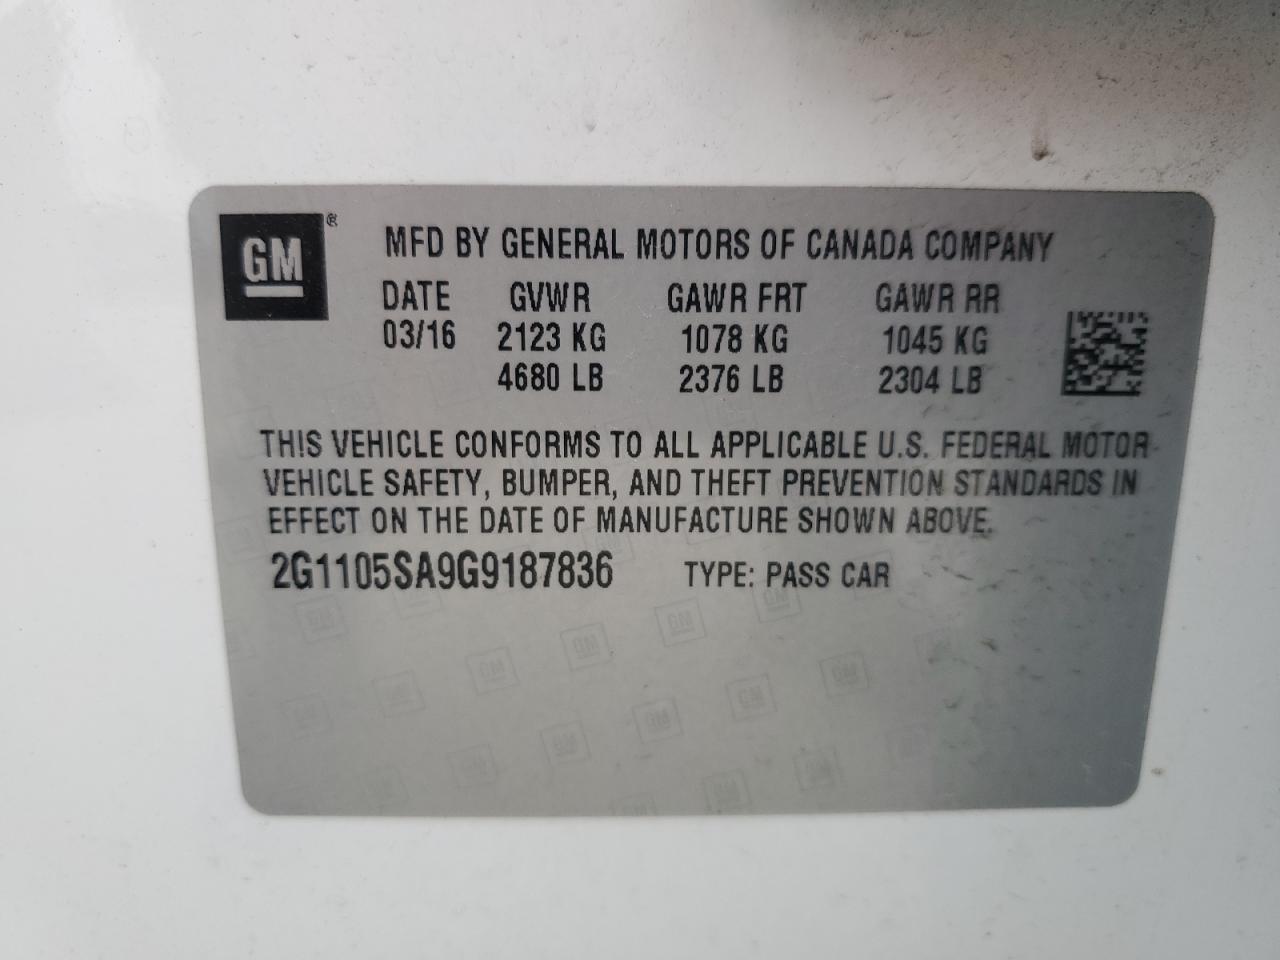 GM®
MFD BY GENERAL MOTORS OF CANADA COMPANY
DATE GVWR GAWR FRT GAWR RR
03/16 2123 KG 1078 KG 1045 KG
4680 LB 2376 LB 2304 LB
THIS VEHICLE CONFORMS TO ALL APPLICABLE U.S. FEDERAL MOTOR
VEHICLE SAFETY, BUMPER, AND THEFT PREVENTION STANDARDS IN
EFFECT ON THE DATE OF MANUFACTURE SHOWN ABOVE.
2G1105SA9G9187836 TYPE: PASS CAR